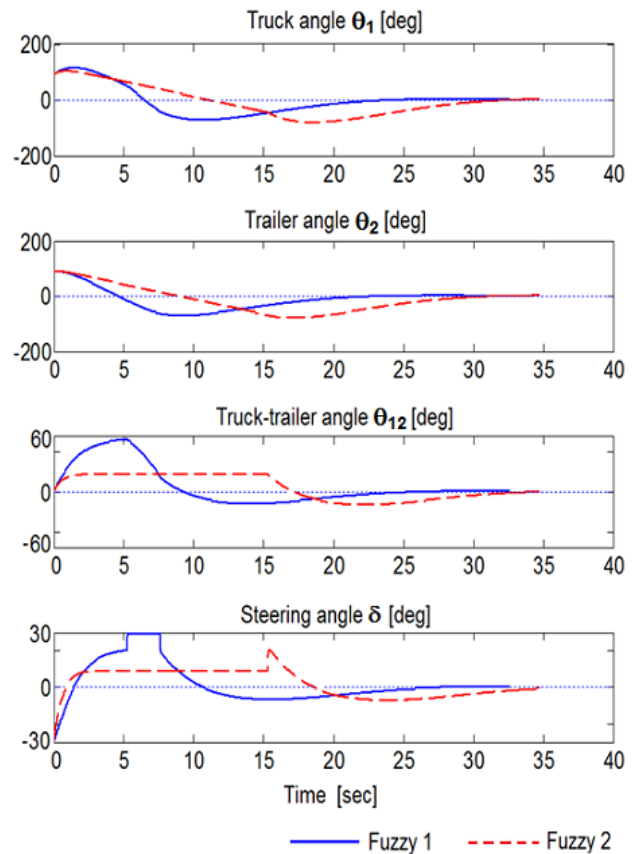 Truck angle θ1 [deg]
200
0
-200
0 5 10 15 20 25 30 35 40
Trailer angle θ2 [deg]
200
0
-200
0 5 10 15 20 25 30 35 40
Truck-trailer angle θ12 [deg]
60
0
-60
0 5 10 15 20 25 30 35 40
Steering angle δ [deg]
30
0
-30
0 5 10 15 20 25 30 35 40
Time [sec]
Fuzzy 1 Fuzzy 2